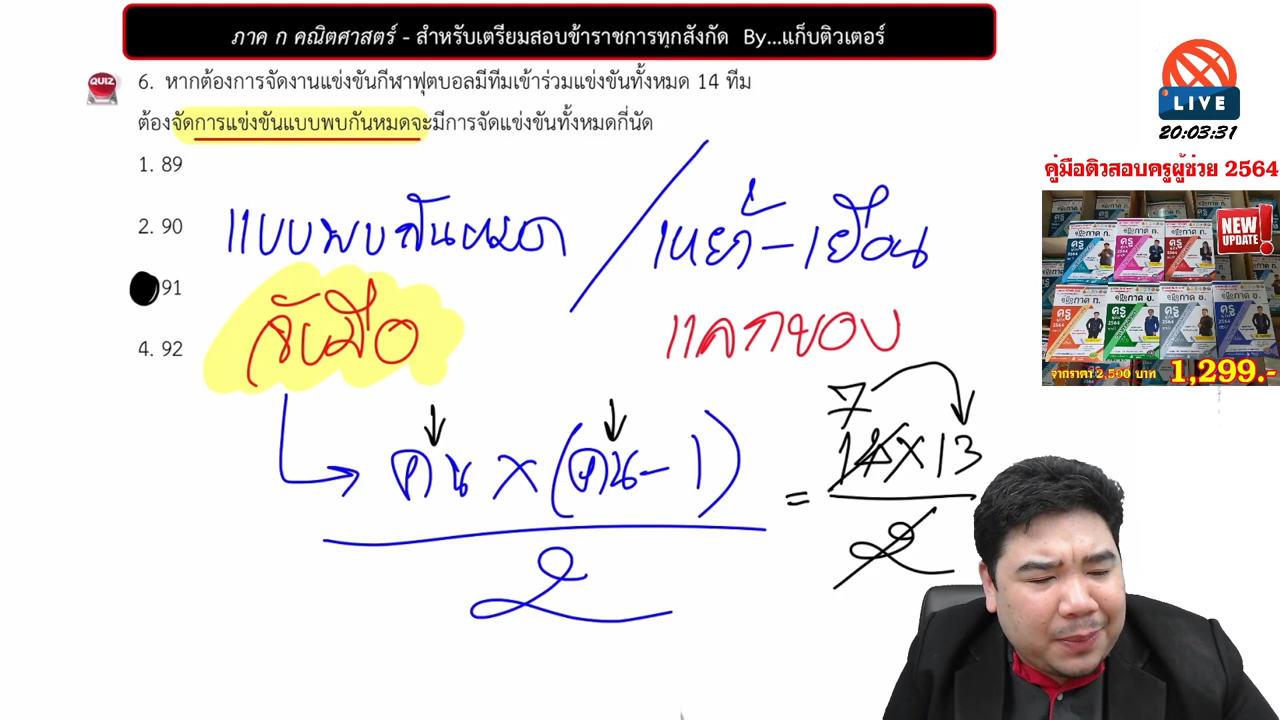 ภาค ก คณิตศาสตร์ - สำหรับเตรียมสอบข้าราชการทุกสังกัด By...แก็บติวเตอร์
QUIZ
6. หากต้องการจัดงานแข่งขันกีฬาฟุตบอลมีทีมเข้าร่วมแข่งขันทั้งหมด 14 ทีม
ต้องจัดการแข่งขันแบบพบกันหมดจะมีการจัดแข่งขันทั้งหมดกี่นัด
1. 89
2. 90
91
4. 92
แบบพบกันหมด / เหย้า-เยือน
จับมือ
แลกของ
คน x (คน - 1)
2
=
7
14 x 13
2
LIVE
20:03:31
คู่มือติวสอบครูผู้ช่วย 2564
NEW UPDATE!
จากราคา 2,500 บาท 1,299.-